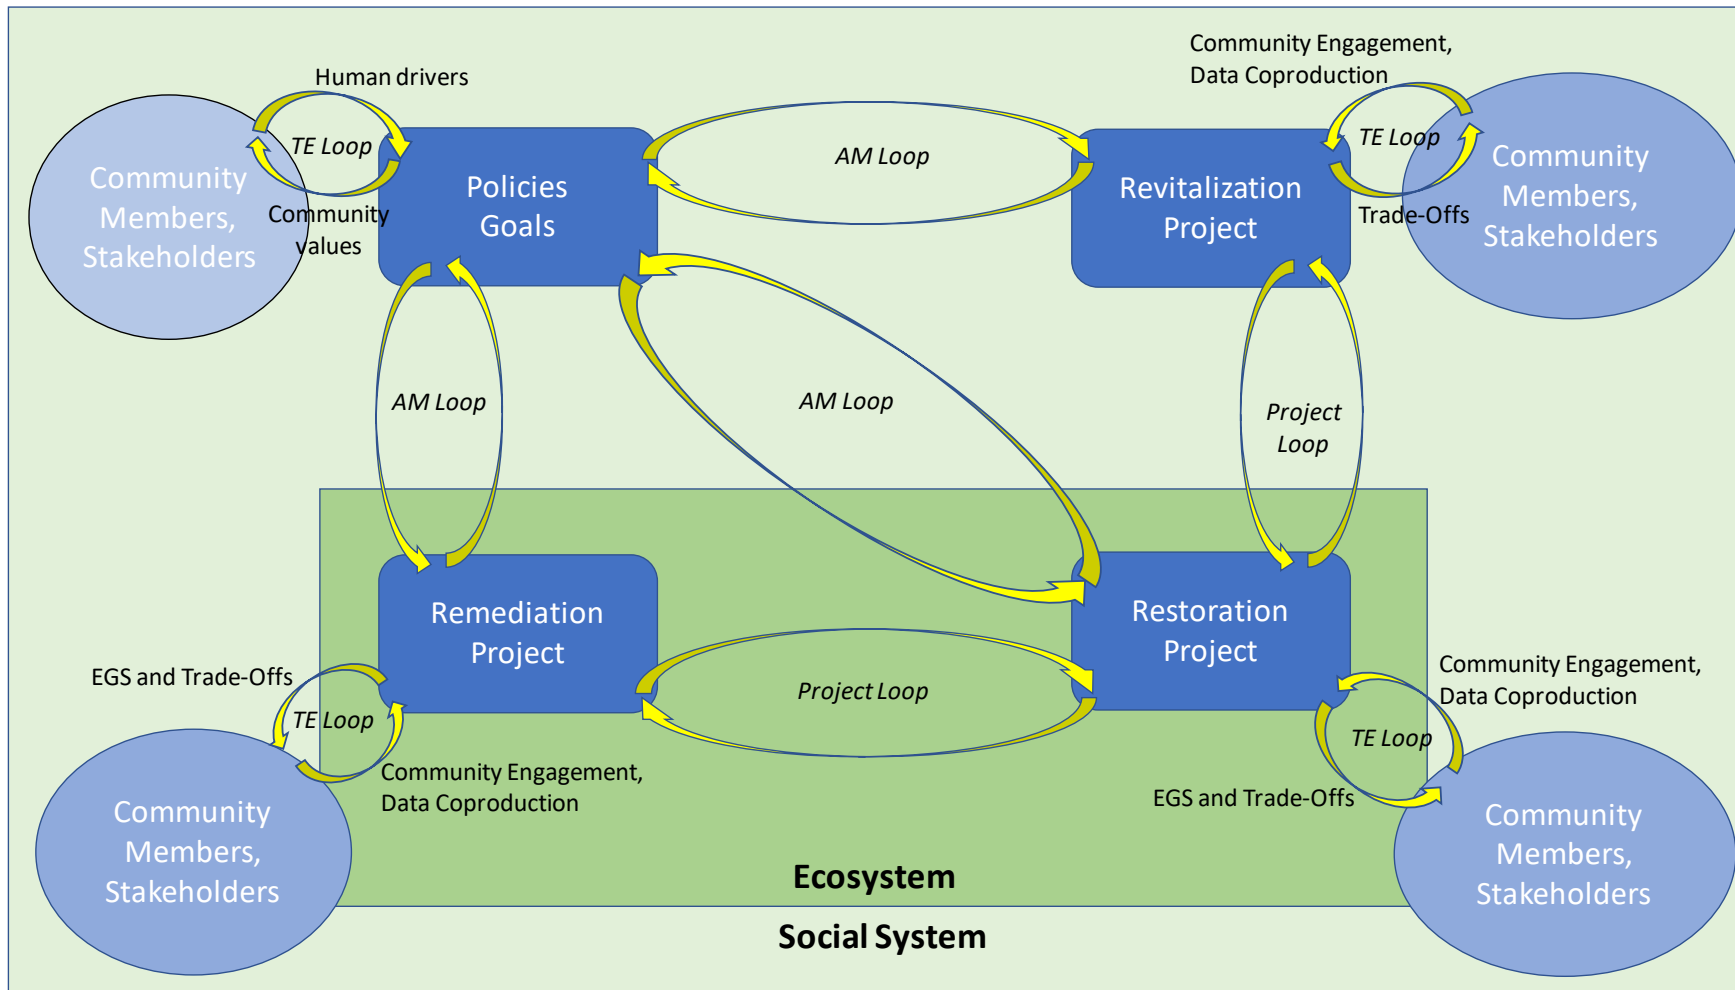 Community Engagement,
Data Coproduction
Human drivers
TE Loop
Community
Members,
Stakeholders
Community
values
Policies
Goals
AM Loop
Revitalization
Project
TE Loop
Trade-Offs
Community
Members,
Stakeholders
AM Loop
AM Loop
Project
Loop
Remediation
Project
Restoration
Project
EGS and Trade-Offs
TE Loop
Project Loop
Community Engagement,
Data Coproduction
TE Loop
Community Engagement,
Data Coproduction
EGS and Trade-Offs
Community
Members,
Stakeholders
Community
Members,
Stakeholders
Ecosystem
Social System